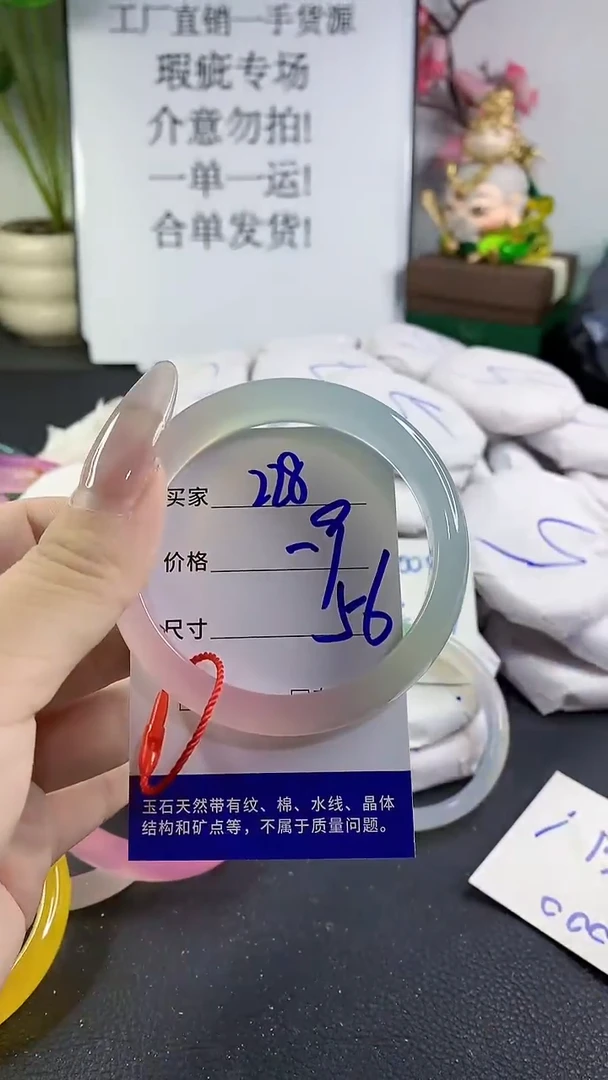 工厂直销一手货源
瑕疵专场
介意勿拍!
一单一运!
合单发货!
买家 228
价格
尺寸 56
玉石天然带有纹、棉、水线、晶体
结构和矿点等，不属于质量问题。